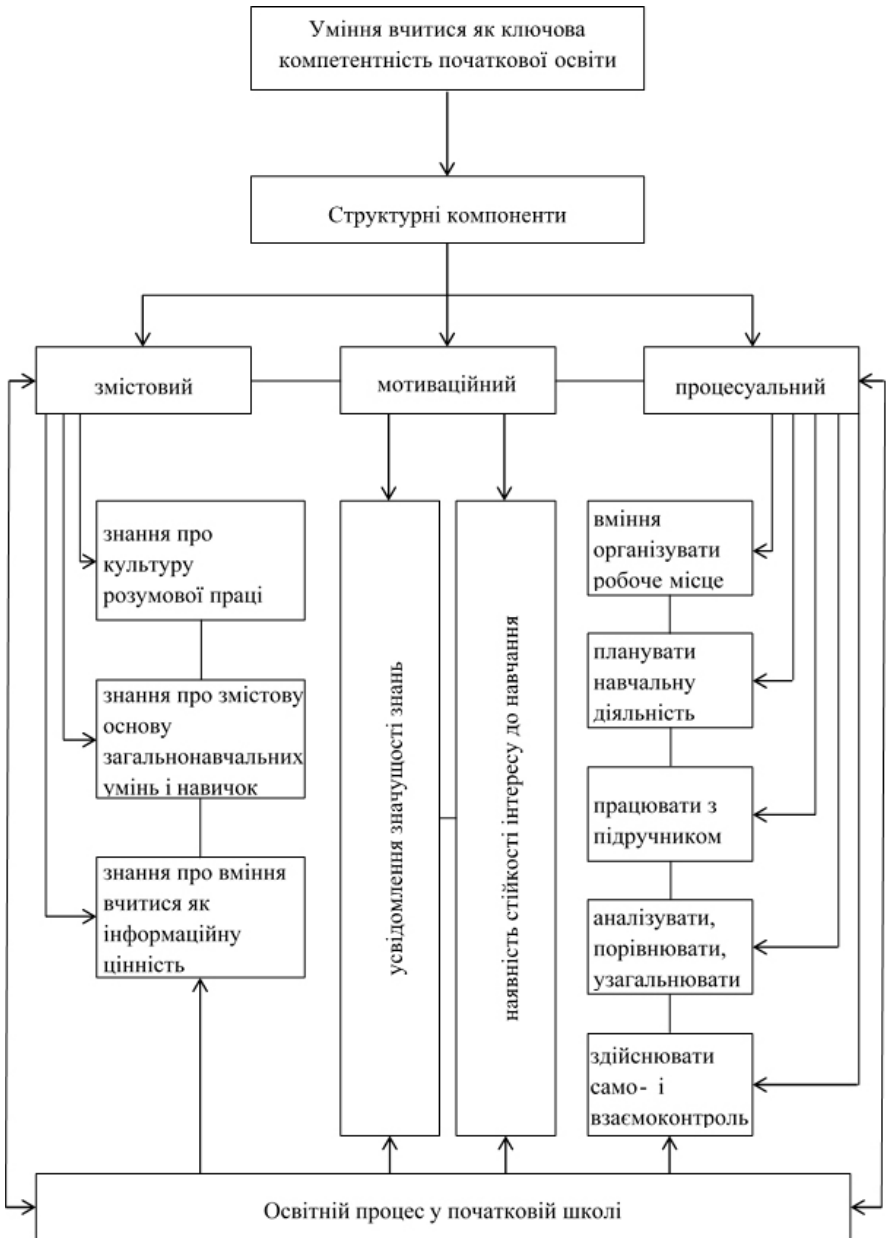 Уміння вчитися як ключова
компетентність початкової освіти
Структурні компоненти
змістовий
мотиваційний
процесуальний
знання про
культуру
розумової праці
знання про змістову
основу
загальнонавчальних
умінь і навичок
знання про вміння
вчитися як
інформаційну
цінність
усвідомлення значущості знань
наявність стійкості інтересу до навчання
вміння
організувати
робоче місце
планувати
навчальну
діяльність
працювати з
підручником
аналізувати,
порівнювати,
узагальнювати
здійснювати
само- і
взаємоконтроль
Освітній процес у початковій школі